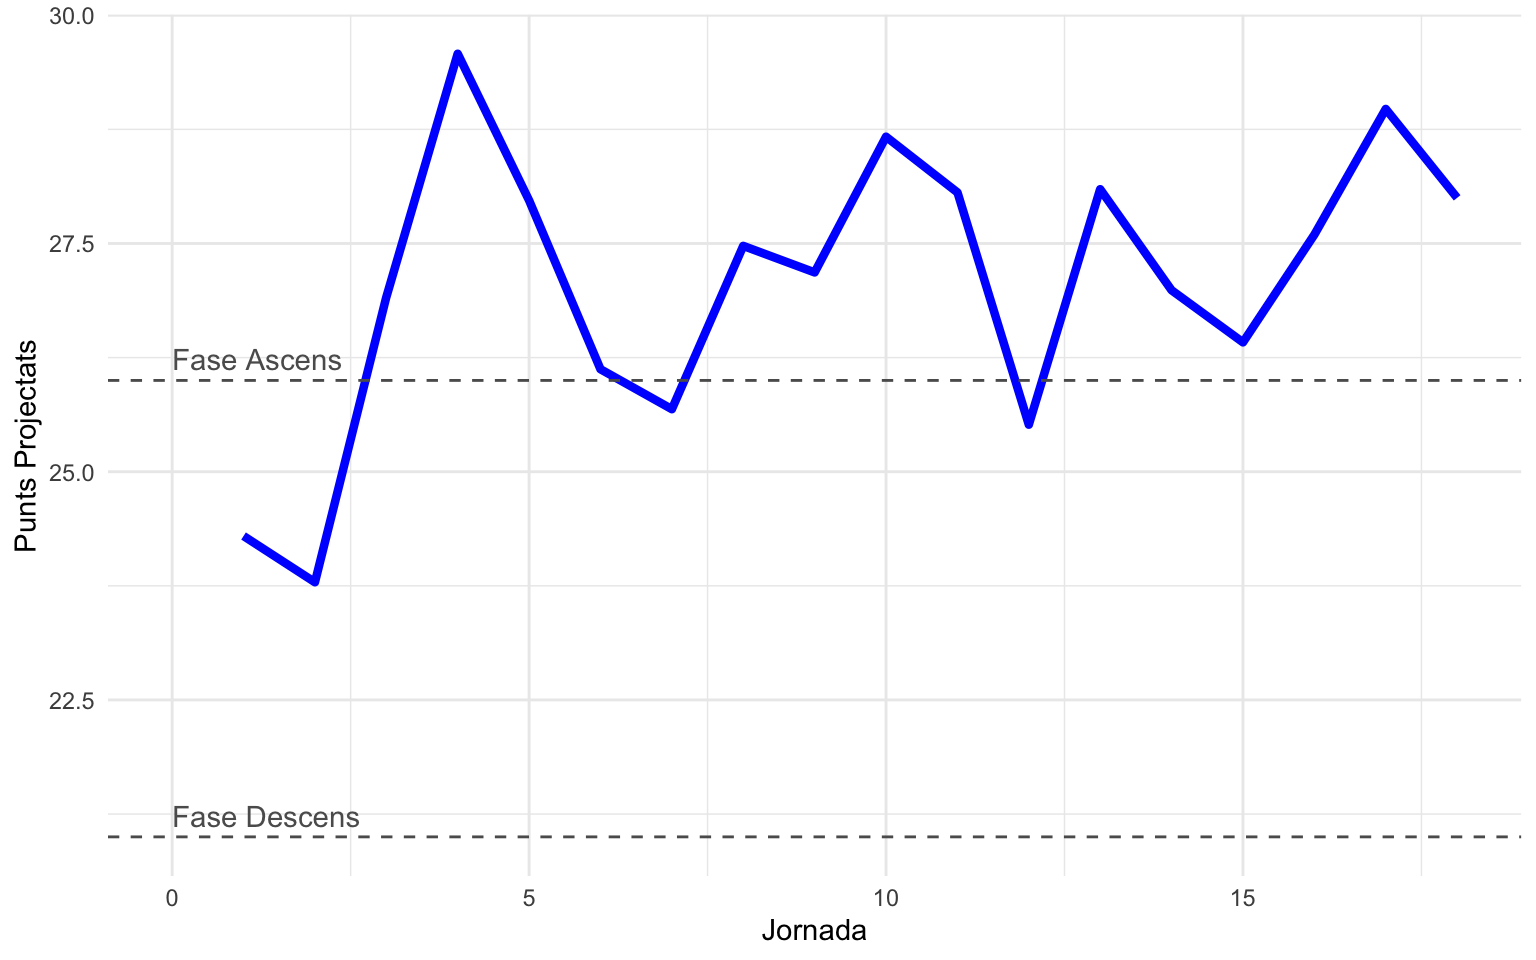 30.0
27.5
Fase Ascens
25.0
22.5
Fase Descens
0 5 10 15
Jornada
Punts Projectats